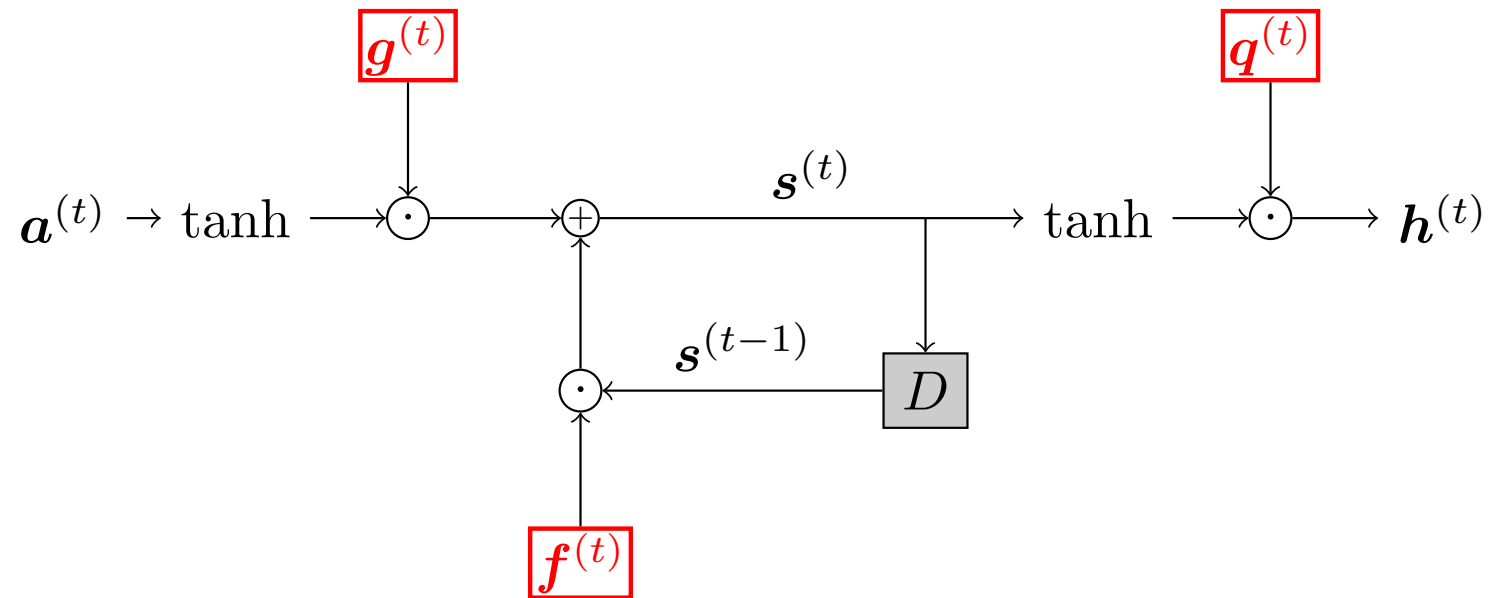 g^(t) q^(t)
a^(t) tanh · + s^(t) tanh · h^(t)
· s^(t−1) D
f^(t)